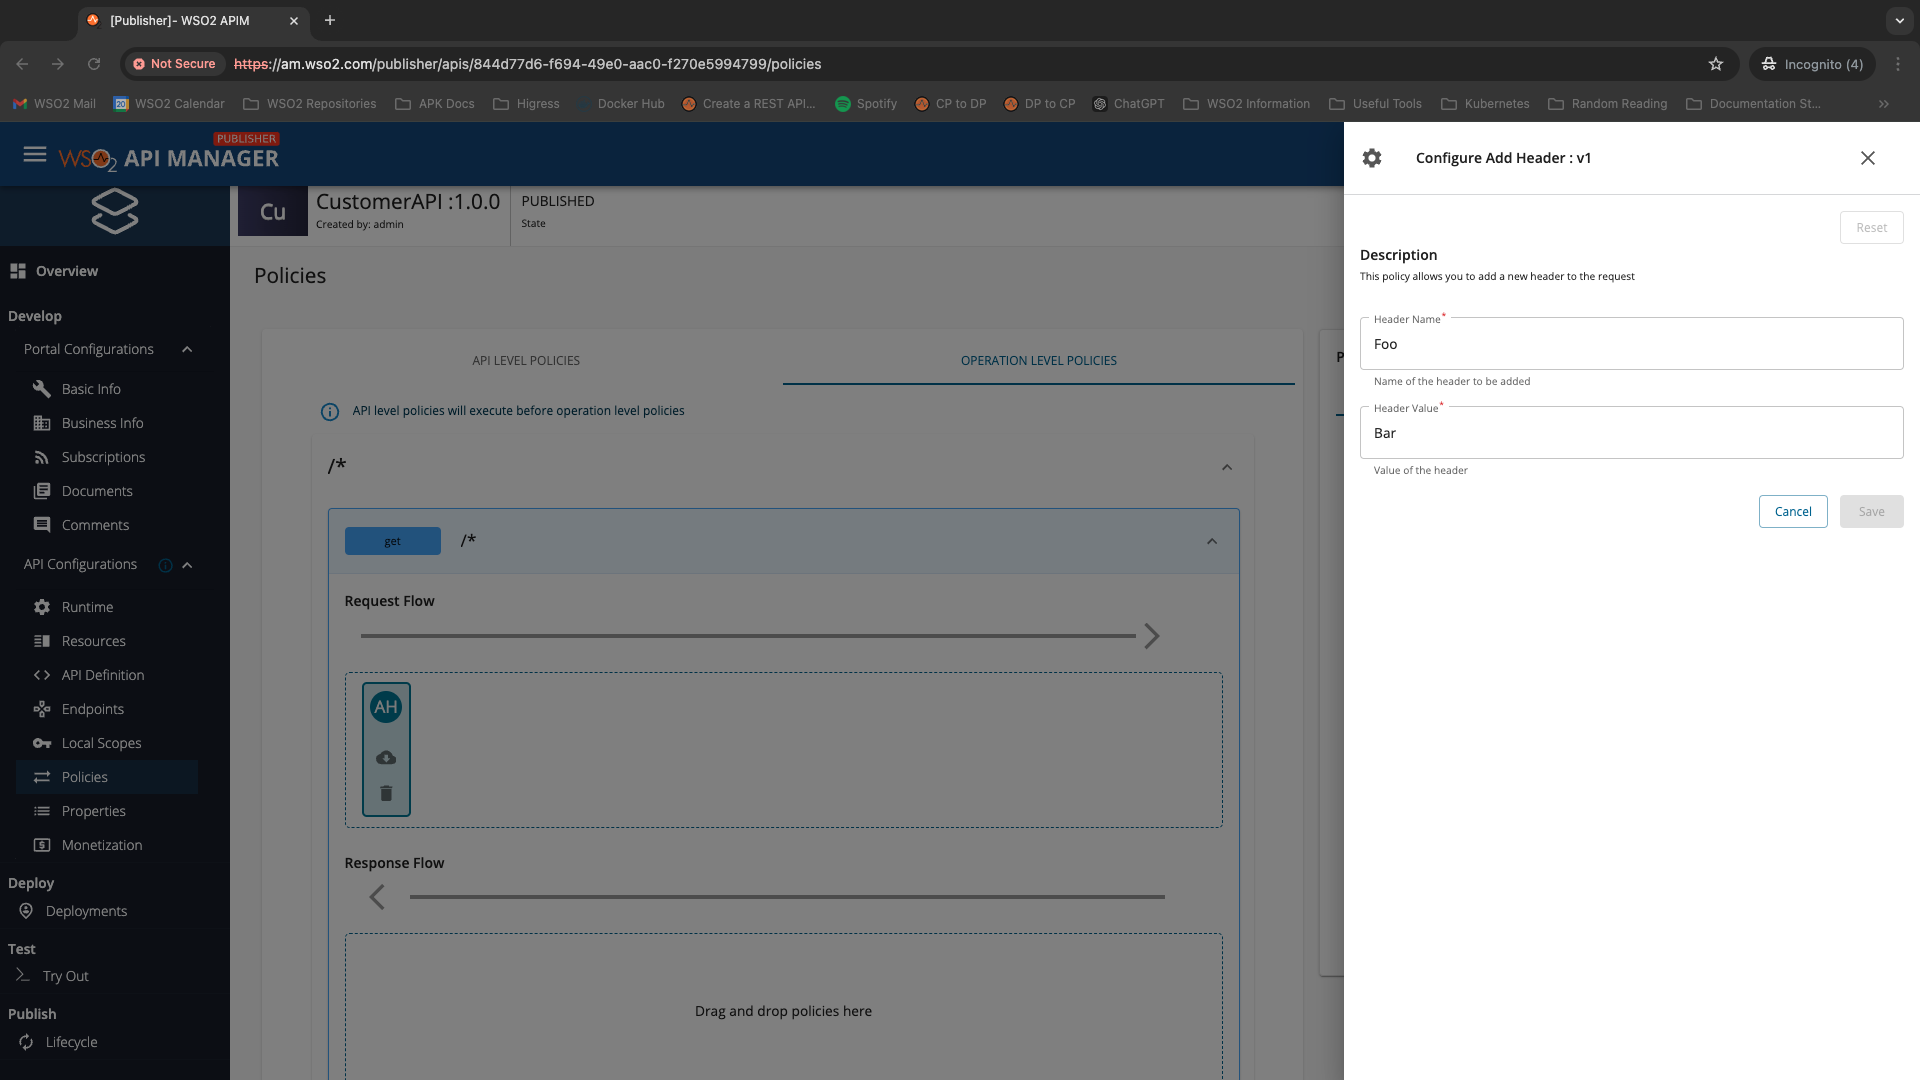 [Publisher]- WSO2 APIM
Not Secure
https://am.wso2.com/publisher/apis/844d77d6-f694-49e0-aac0-f270e5994799/policies
Incognito (4)
WSO2 Mail
20
WSO2 Calendar
WSO2 Repositories
APK Docs
Higress
Docker Hub
Create a REST API...
Spotify
CP to DP
DP to CP
ChatGPT
WSO2 Information
Useful Tools
Kubernetes
Random Reading
Documentation St...
PUBLISHER
WSO2 API MANAGER
Configure Add Header : v1
Cu
CustomerAPI :1.0.0
Created by: admin
PUBLISHED
State
Reset
Description
This policy allows you to add a new header to the request
Header Name*
Foo
Name of the header to be added
Header Value*
Bar
Value of the header
Cancel
Save
Overview
Develop
Portal Configurations
Basic Info
Business Info
Subscriptions
Documents
Comments
API Configurations
Runtime
Resources
API Definition
Endpoints
Local Scopes
Policies
Properties
Monetization
Deploy
Deployments
Test
Try Out
Publish
Lifecycle
Policies
API LEVEL POLICIES
OPERATION LEVEL POLICIES
P
API level policies will execute before operation level policies
/*
get
/*
Request Flow
AH
Response Flow
Drag and drop policies here